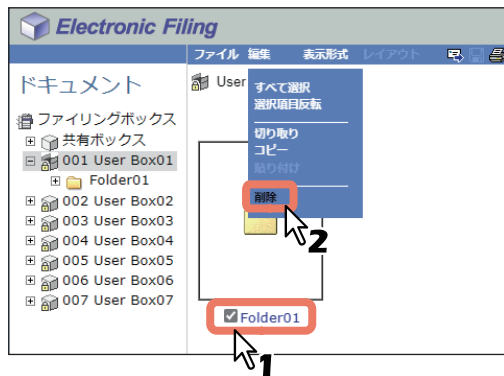 Electronic Filing
ファイル 編集 表示形式 レイアウト
ドキュメント
ファイリングボックス
共有ボックス
001 User Box01
Folder01
002 User Box02
003 User Box03
004 User Box04
005 User Box05
006 User Box06
007 User Box07
User
すべて選択
選択項目反転
切り取り
コピー
貼り付け
削除
2
Folder01
1